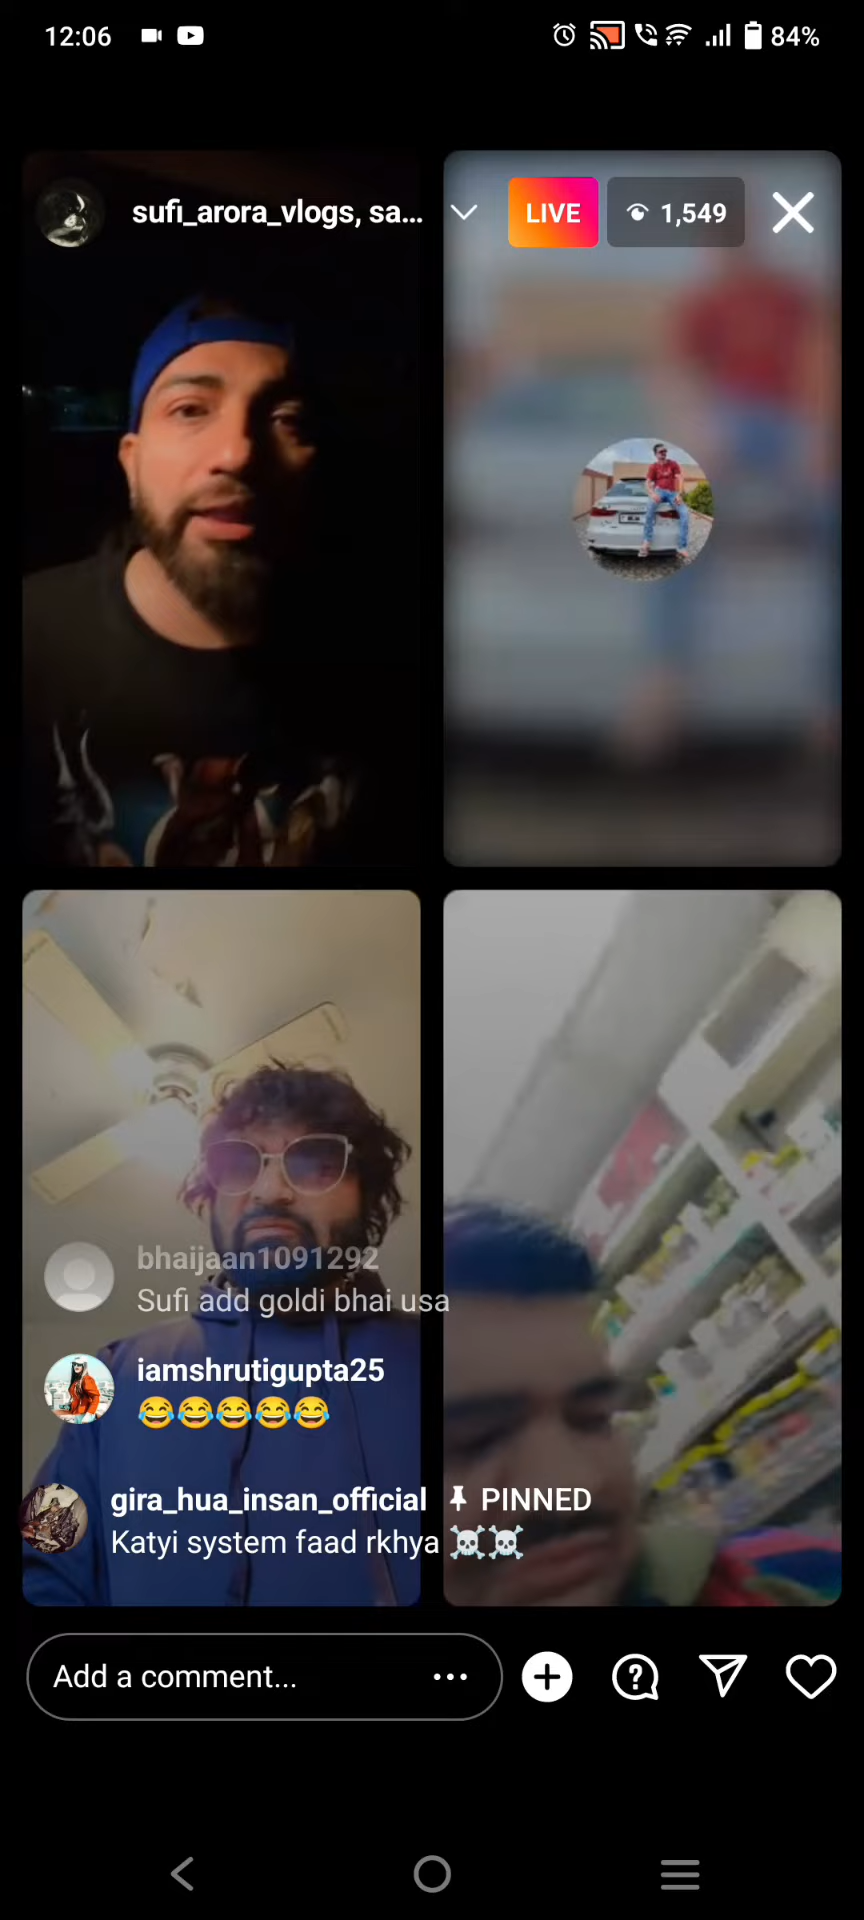 12:06
84%
sufi_arora_vlogs, sa...
LIVE
1,549
bhaijaan1091292
Sufi add goldi bhai usa
iamshrutigupta25
😂😂😂😂😂
gira_hua_insan_official PINNED
Katyi system faad rkhya ☠️☠️
Add a comment...